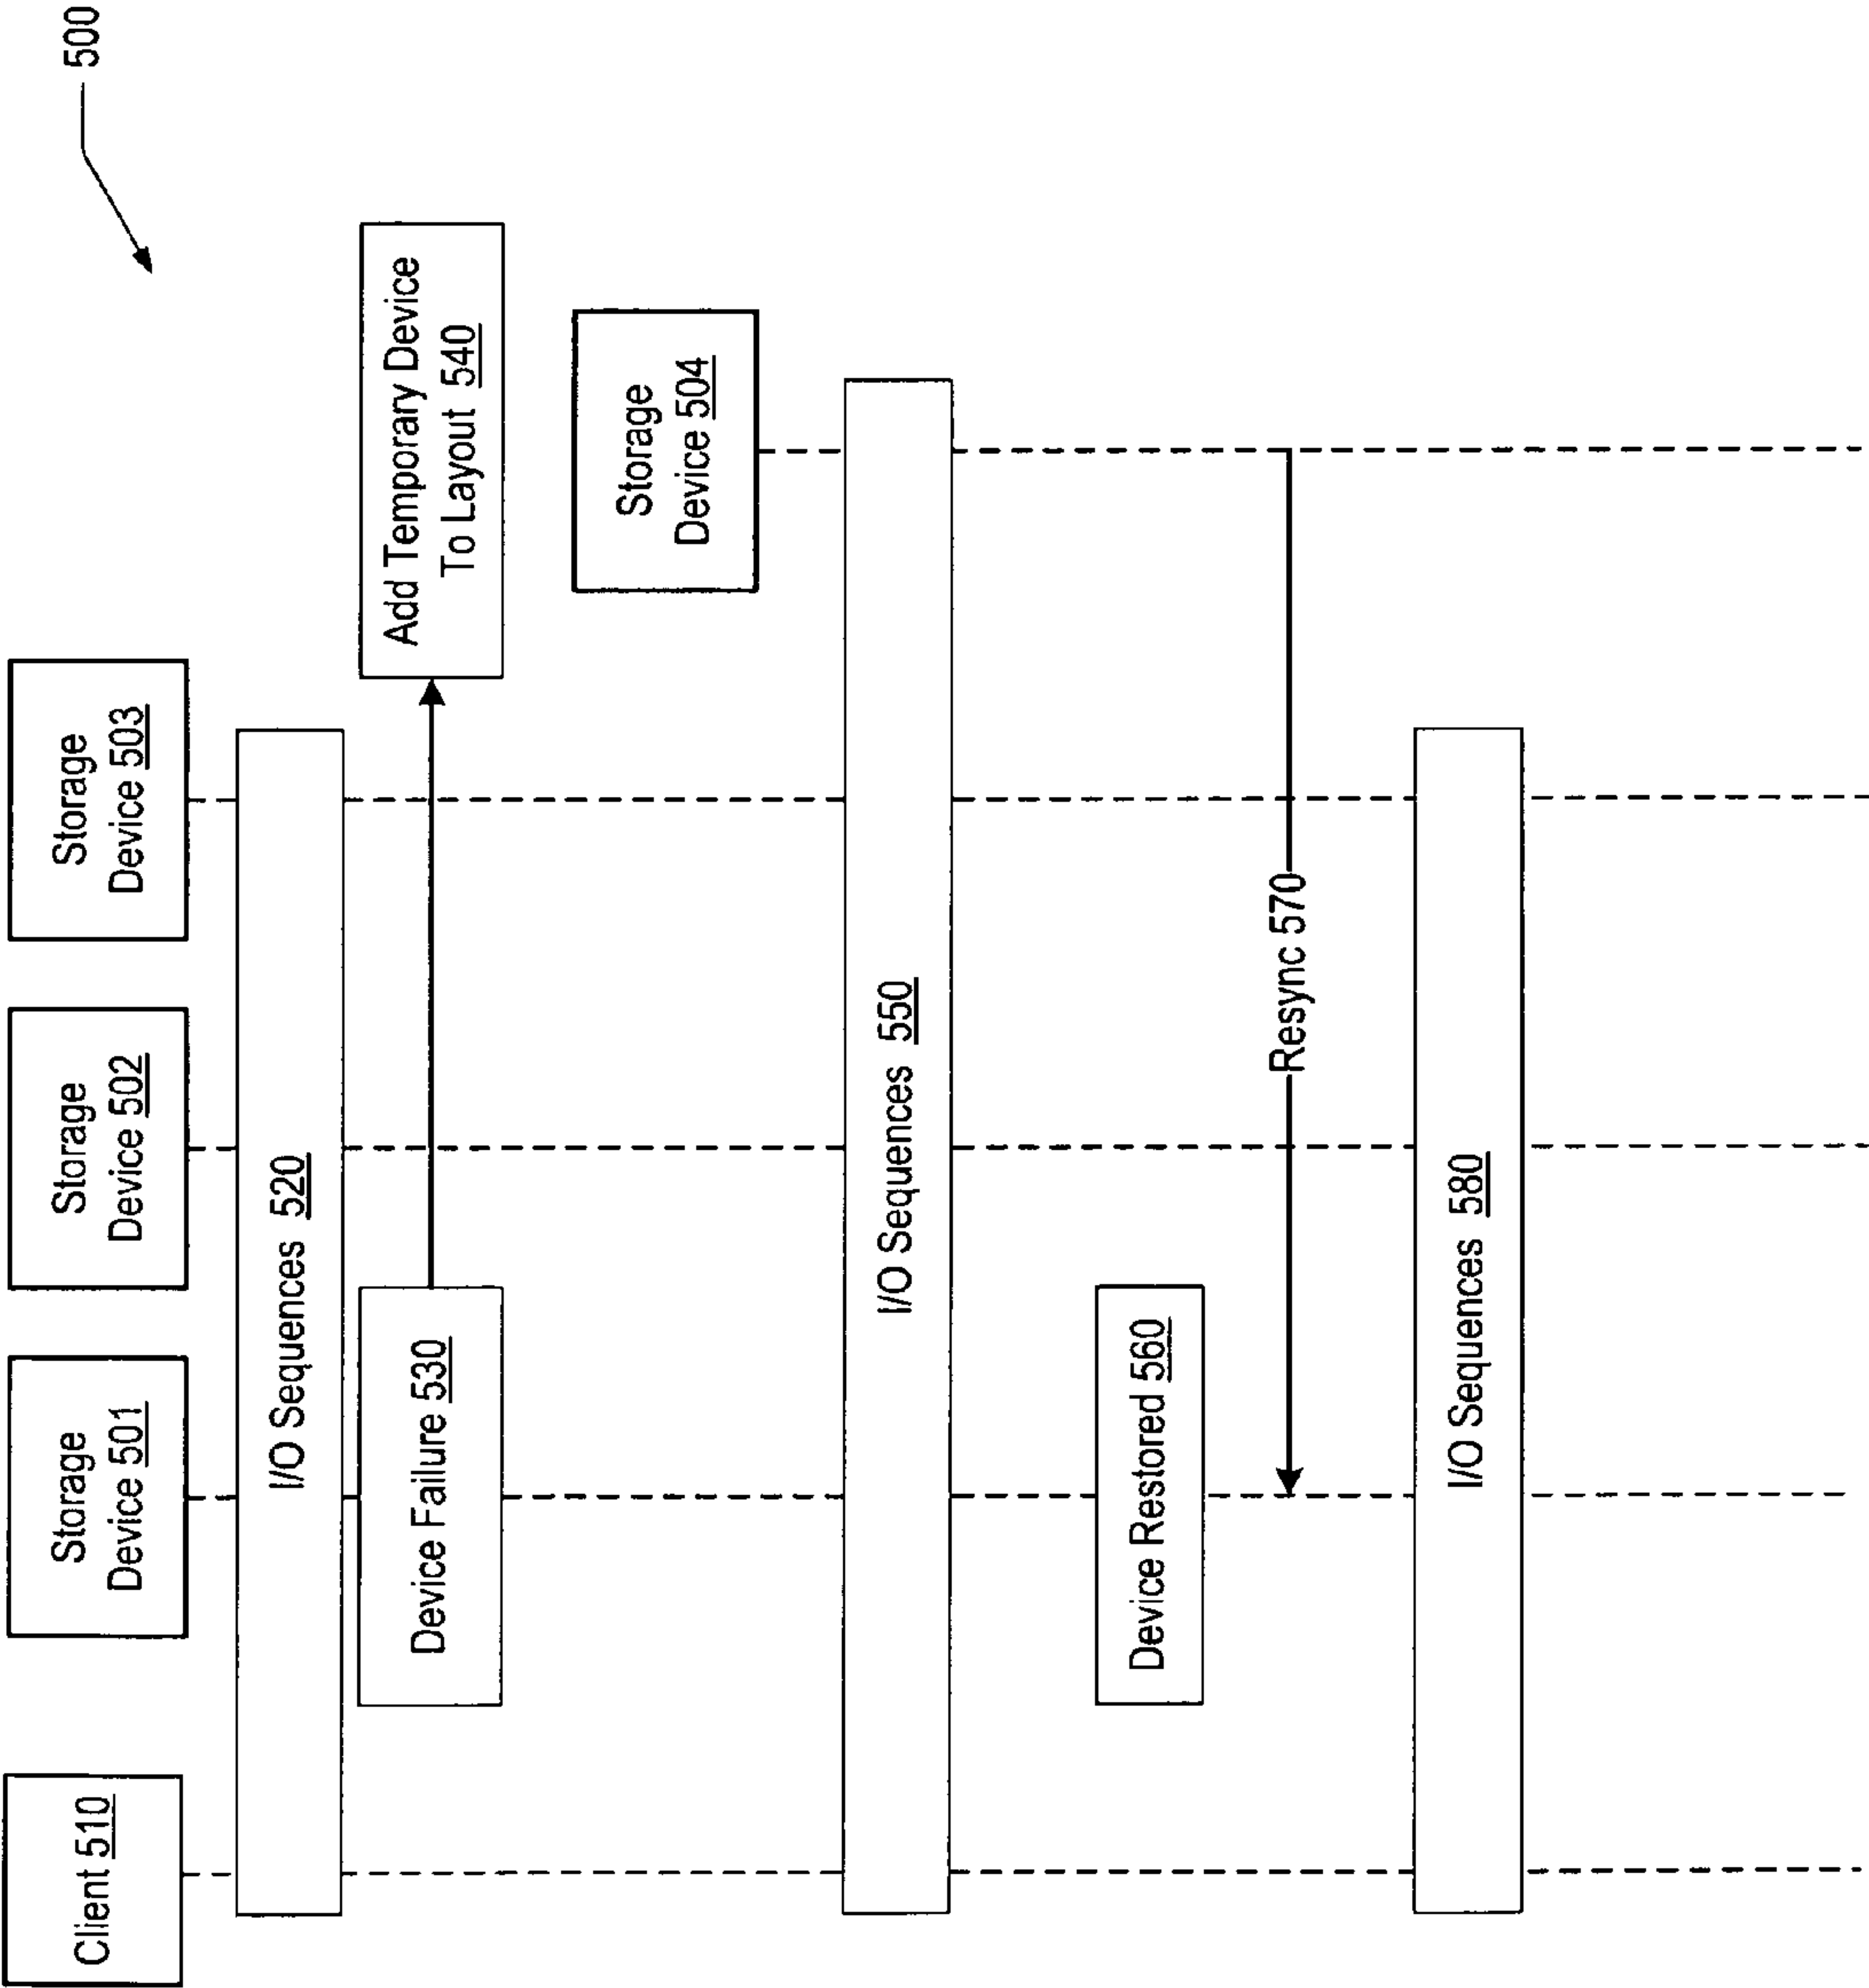 500
Client 510
Storage
Device 501
Storage
Device 502
Storage
Device 503
I/O Sequences 520
Device Failure 530
Add Temporary Device
To Layout 540
Storage
Device 504
I/O Sequences 550
Device Restored 560
Resync 570
I/O Sequences 580